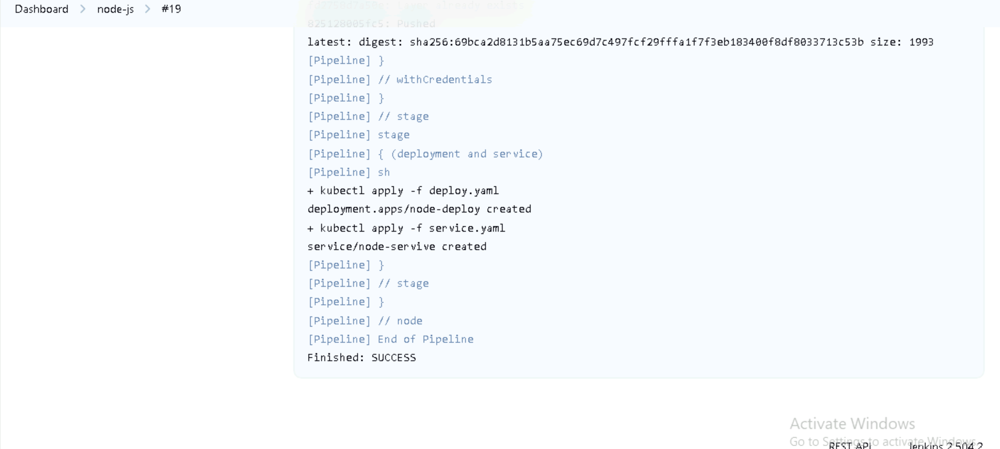 Dashboard > node-js > #19
fd2758d7a50e: Layer already exists
825128005fc5: Pushed
latest: digest: sha256:69bca2d8131b5aa75ec69d7c497fcf29fffa1f7f3eb183400f8df8033713c53b size: 1993
[Pipeline] }
[Pipeline] // withCredentials
[Pipeline] }
[Pipeline] // stage
[Pipeline] stage
[Pipeline] { (deployment and service)
[Pipeline] sh
+ kubectl apply -f deploy.yaml
deployment.apps/node-deploy created
+ kubectl apply -f service.yaml
service/node-servive created
[Pipeline] }
[Pipeline] // stage
[Pipeline] }
[Pipeline] // node
[Pipeline] End of Pipeline
Finished: SUCCESS
Activate Windows
Go to Settings to activate Windows.
REST API
Jenkins 2.504.2